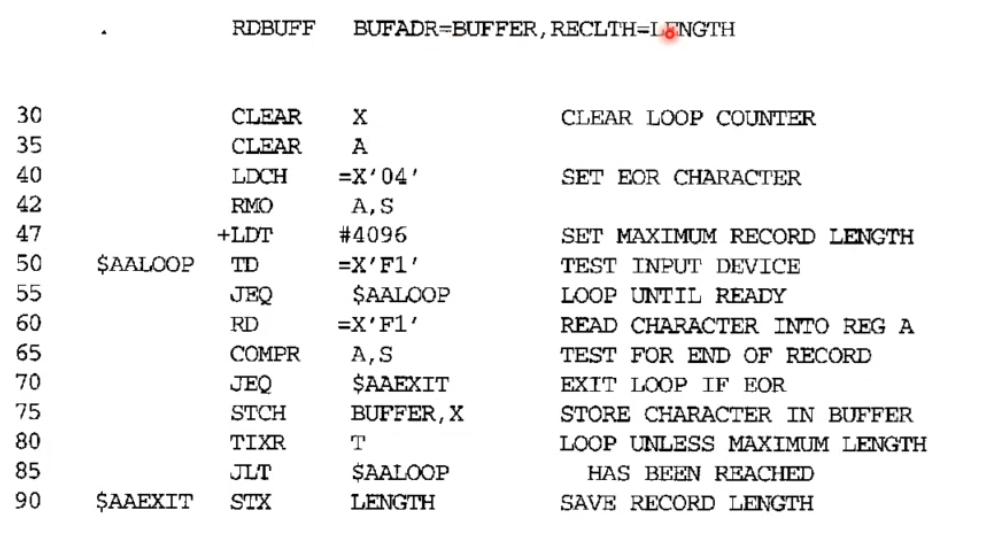 . RDBUFF BUFADR=BUFFER,RECLTH=LENGTH
30 CLEAR X CLEAR LOOP COUNTER
35 CLEAR A
40 LDCH =X'04' SET EOR CHARACTER
42 RMO A,S
47 +LDT #4096 SET MAXIMUM RECORD LENGTH
50 $AALOOP TD =X'F1' TEST INPUT DEVICE
55 JEQ $AALOOP LOOP UNTIL READY
60 RD =X'F1' READ CHARACTER INTO REG A
65 COMPR A,S TEST FOR END OF RECORD
70 JEQ $AAEXIT EXIT LOOP IF EOR
75 STCH BUFFER,X STORE CHARACTER IN BUFFER
80 TIXR T LOOP UNLESS MAXIMUM LENGTH
85 JLT $AALOOP HAS BEEN REACHED
90 $AAEXIT STX LENGTH SAVE RECORD LENGTH